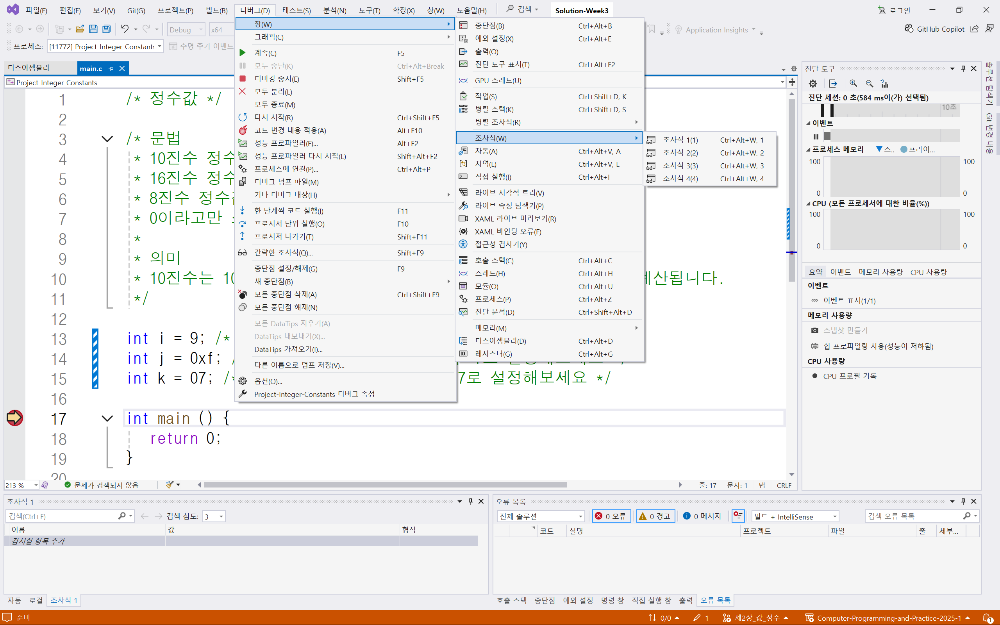 파일(F) 편집(E) 보기(V) Git(G) 프로젝트(P) 빌드(B) 디버그(D) 테스트(S) 분석(N) 도구(T) 확장(X) 창(W) 도움말(H) 검색 Solution-Week3 로그인
Debug x64 Application Insights GitHub Copilot
프로세스: [11772] Project-Integer-Constants 수명 주기 이벤트
디스어셈블리 main.c
Project-Integer-Constants
1 /* 정수값 */
2
3 /* 문법
4 * 10진수 정수
5 * 16진수 정수
6 * 8진수 정수
7 * 0이라고만
8 *
9 * 의미
10 * 10진수는 10 계산됩니다.
11 */
12
13 int i = 9; /*
14 int j = 0xf; /
15 int k = 07; /* 7로 설정해보세요 */
16
17 int main () {
18 return 0;
19 }
20
창(W)
그래픽(C)
계속(C) F5
모두 중단(K) Ctrl+Alt+Break
디버깅 중지(E) Shift+F5
모두 분리(L)
모두 종료(M)
다시 시작(R) Ctrl+Shift+F5
코드 변경 내용 적용(A) Alt+F10
성능 프로파일러(F)... Alt+F2
성능 프로파일러 다시 시작(L) Shift+Alt+F2
프로세스에 연결(P)... Ctrl+Alt+P
디버그 덤프 파일(M)
기타 디버그 대상(H)
한 단계씩 코드 실행(I) F11
프로시저 단위 실행(O) F10
프로시저 나가기(T) Shift+F11
간략한 조사식(Q)... Shift+F9
중단점 설정/해제(G) F9
새 중단점(B)
모든 중단점 삭제(A) Ctrl+Shift+F9
모든 중단점 해제(N)
모든 DataTips 지우기(A)
DataTips 내보내기(X)...
DataTips 가져오기(I)...
다른 이름으로 덤프 저장(V)...
옵션(O)...
Project-Integer-Constants 디버그 속성
중단점(B) Ctrl+Alt+B
예외 설정(X) Ctrl+Alt+E
출력(O)
진단 도구 표시(T) Ctrl+Alt+F2
GPU 스레드(U)
작업(S) Ctrl+Shift+D, K
병렬 스택(K) Ctrl+Shift+D, S
병렬 조사식(R)
조사식(W)
자동(A) Ctrl+Alt+V, A
지역(L) Ctrl+Alt+V, L
직접 실행(I) Ctrl+Alt+I
라이브 시각적 트리(V)
라이브 속성 탐색기(P)
XAML 라이브 미리보기(R)
XAML 바인딩 오류(F)
접근성 검사기(Y)
호출 스택(C) Ctrl+Alt+C
스레드(H) Ctrl+Alt+H
모듈(O) Ctrl+Alt+U
프로세스(P) Ctrl+Alt+Z
진단 분석(D) Ctrl+Shift+Alt+D
메모리(M)
디스어셈블리(D) Ctrl+Alt+D
레지스터(G) Ctrl+Alt+G
조사식 1(1) Ctrl+Alt+W, 1
조사식 2(2) Ctrl+Alt+W, 2
조사식 3(3) Ctrl+Alt+W, 3
조사식 4(4) Ctrl+Alt+W, 4
진단 도구
진단 세션: 0 초(584 ms이(가) 선택됨)
10초
이벤트
프로세스 메모리 스.. 프라이...
100 100
0 0
CPU (모든 프로세서에 대한 비율(%))
100 100
0 0
요약 이벤트 메모리 사용량 CPU 사용량
이벤트
이벤트 표시(1/1)
메모리 사용량
스냅샷 만들기
힙 프로파일링 사용(성능이 저하됨)
CPU 사용량
CPU 프로필 기록
솔루션 탐색기
Git 변경 내용
213 % 문제가 검색되지 않음 줄: 17 문자: 1 탭 CRLF
조사식 1
검색(Ctrl+E) 검색 심도: 3
이름 값 형식
감시할 항목 추가
자동 로컬 조사식 1
오류 목록
전체 솔루션 0 오류 0 경고 0 메시지 빌드 + IntelliSense 검색 오류 목록
코드 설명 프로젝트 파일 줄 세부...
호출 스택 중단점 예외 설정 명령 창 직접 실행 창 출력 오류 목록
준비 0/0 1 제2장_값_정수 Computer-Programming-and-Practice-2025-1 1